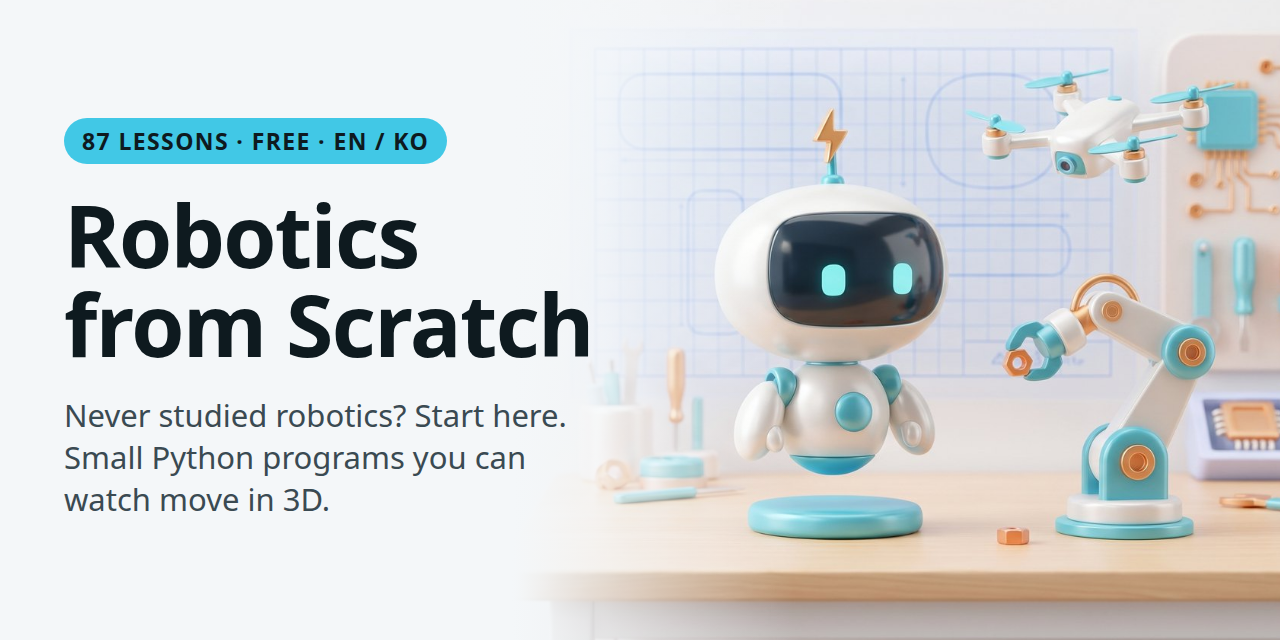 87 LESSONS · FREE · EN / KO
Robotics
from Scratch
Never studied robotics? Start here.
Small Python programs you can
watch move in 3D.